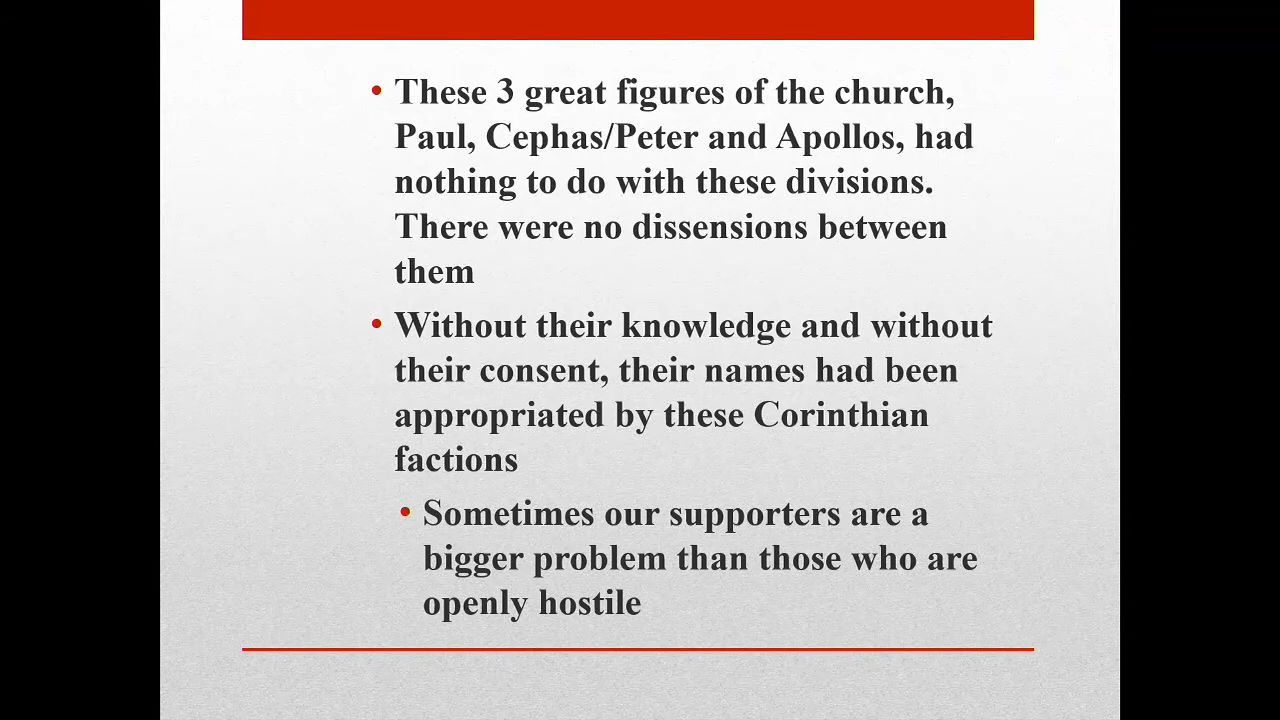 • These 3 great figures of the church,
Paul, Cephas/Peter and Apollos, had
nothing to do with these divisions.
There were no dissensions between
them
• Without their knowledge and without
their consent, their names had been
appropriated by these Corinthian
factions
• Sometimes our supporters are a
bigger problem than those who are
openly hostile